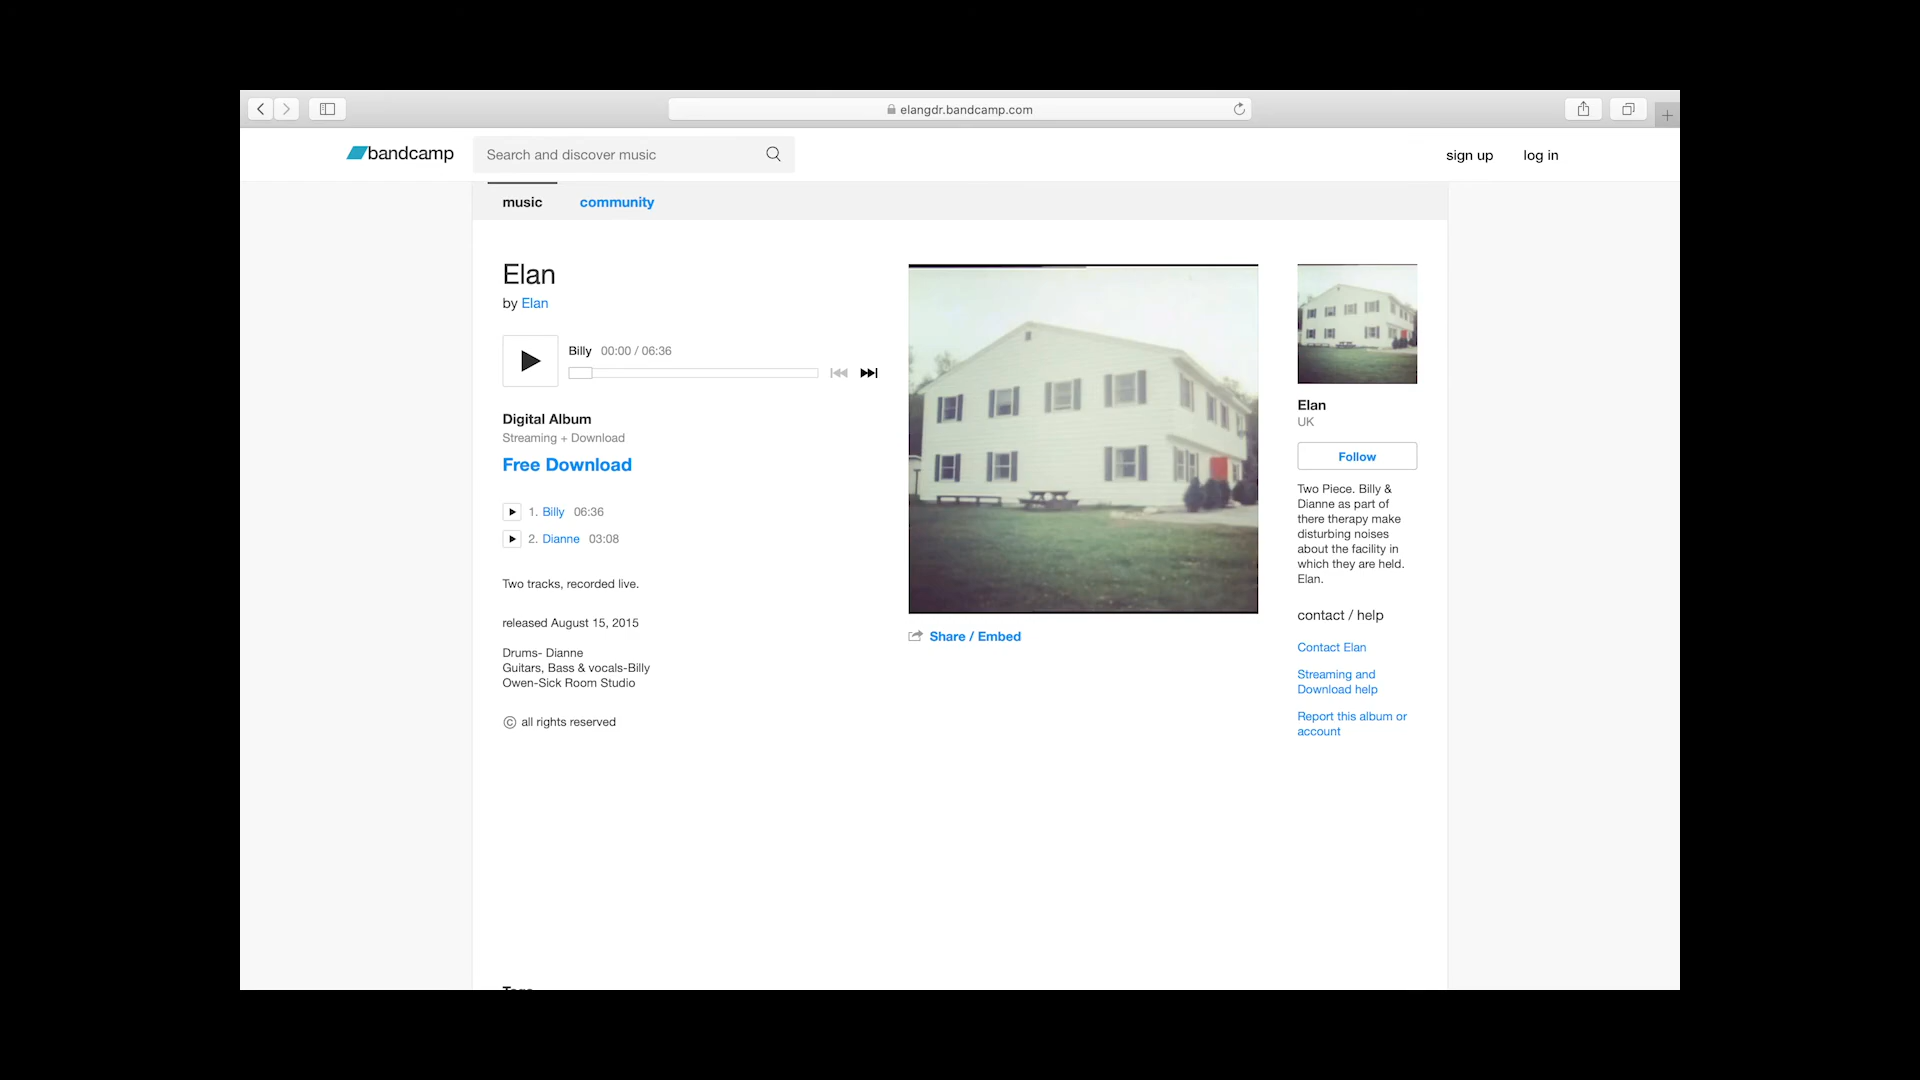 elangdr.bandcamp.com
bandcamp
Search and discover music
sign up
log in
music
community
Elan
by Elan
Billy 00:00 / 06:36
Digital Album
Streaming + Download
Free Download
1. Billy 06:36
2. Dianne 03:08
Two tracks, recorded live.
released August 15, 2015
Drums- Dianne
Guitars, Bass & vocals-Billy
Owen-Sick Room Studio
© all rights reserved
Share / Embed
Elan
UK
Follow
Two Piece. Billy &
Dianne as part of
there therapy make
disturbing noises
about the facility in
which they are held.
Elan.
contact / help
Contact Elan
Streaming and
Download help
Report this album or
account